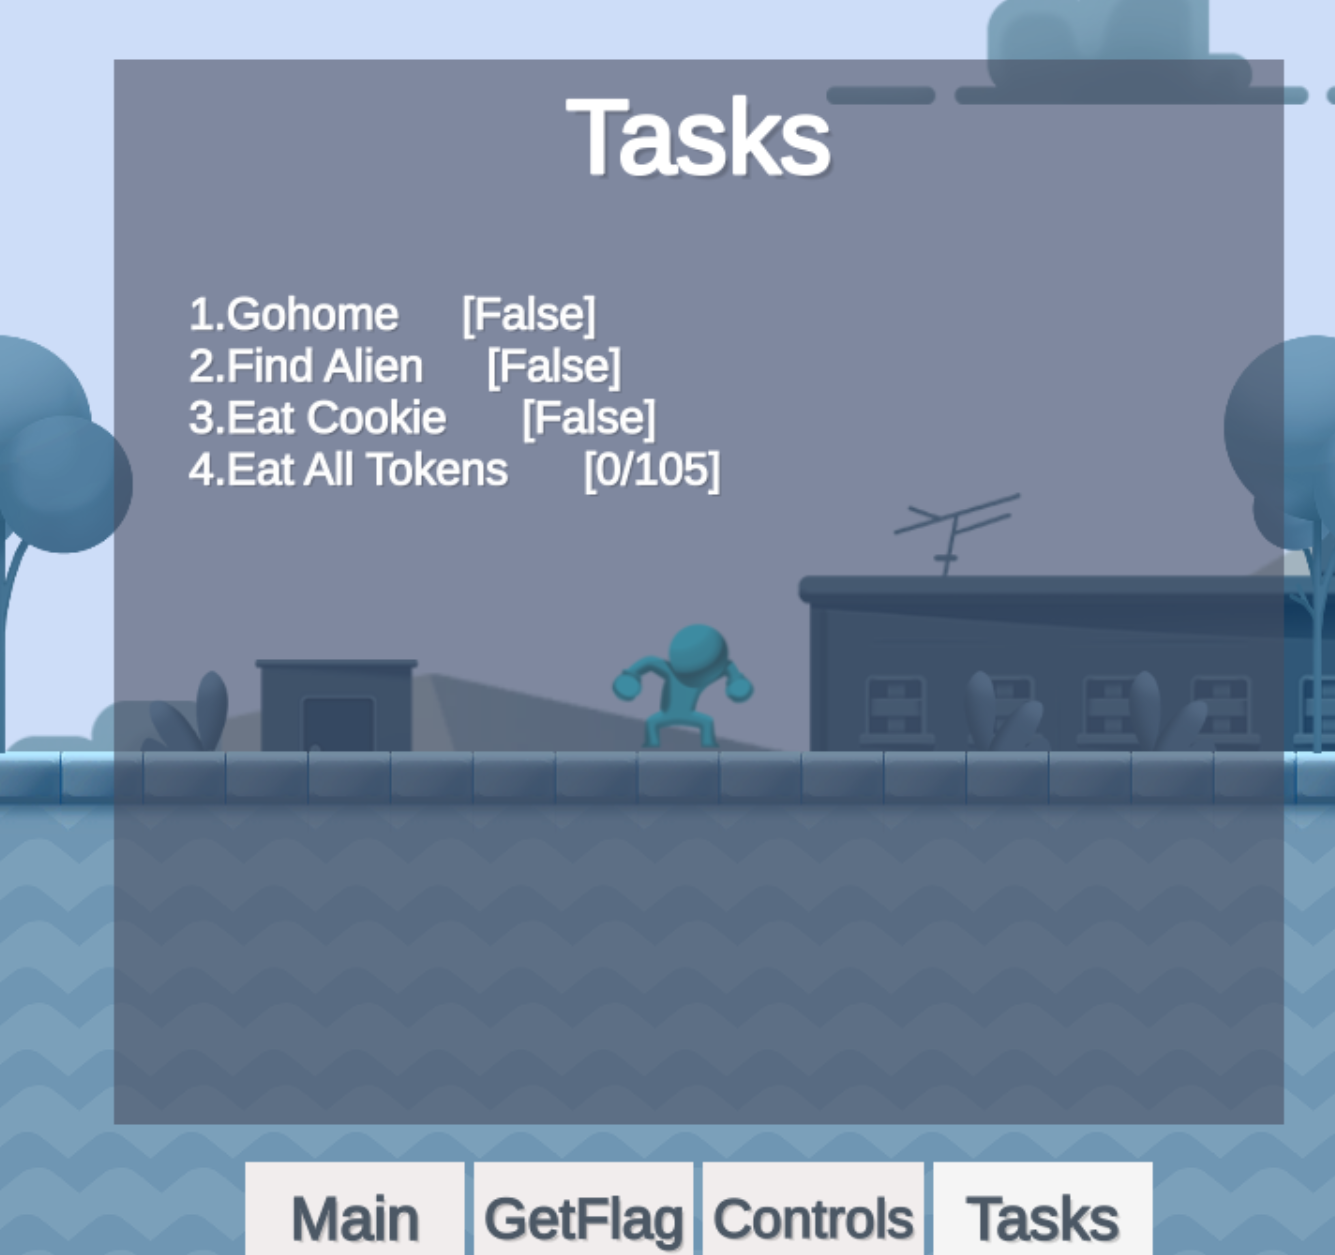 Tasks
1.Gohome [False]
2.Find Alien [False]
3.Eat Cookie [False]
4.Eat All Tokens [0/105]
Main GetFlag Controls Tasks